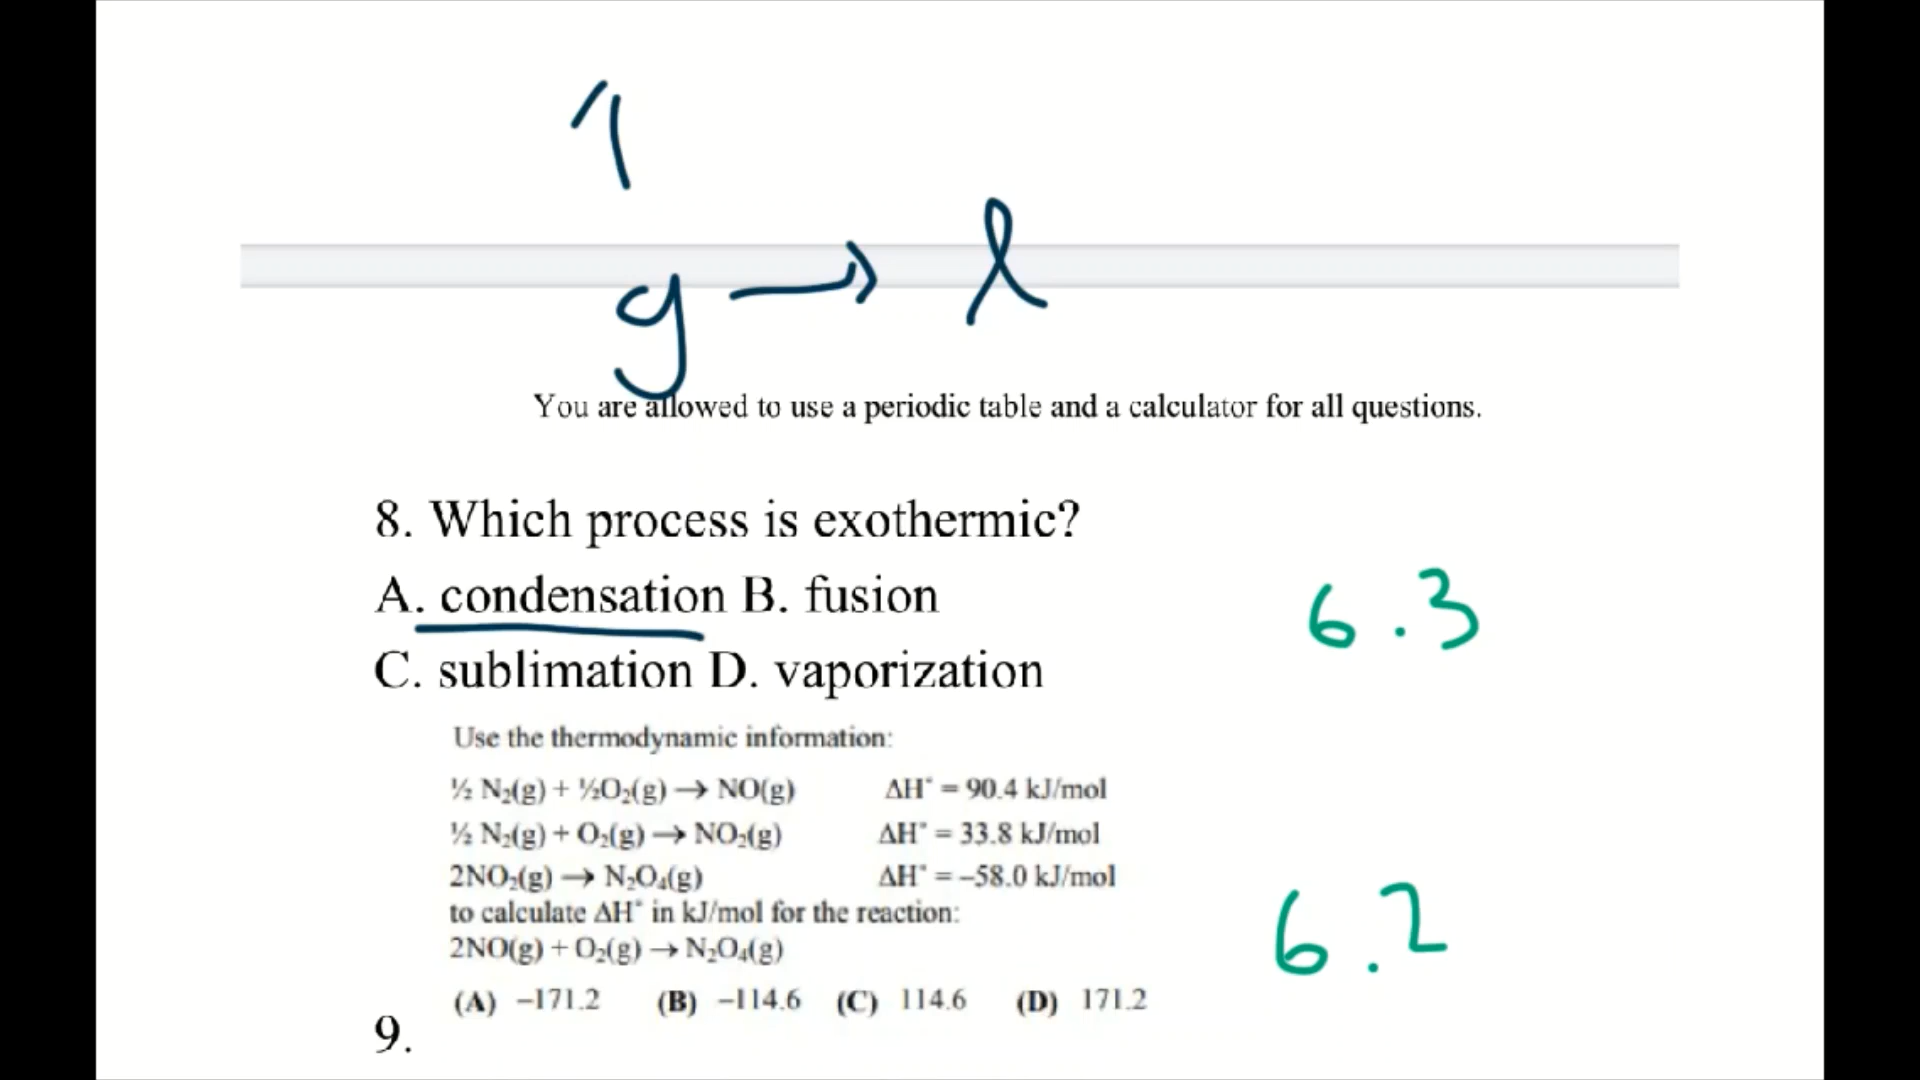 1
g → l
You are allowed to use a periodic table and a calculator for all questions.
8. Which process is exothermic?
A. condensation B. fusion
6.3
C. sublimation D. vaporization
Use the thermodynamic information:
½ N₂(g) + ½O₂(g) → NO(g) ΔH° = 90.4 kJ/mol
½ N₂(g) + O₂(g) → NO₂(g) ΔH° = 33.8 kJ/mol
2NO₂(g) → N₂O₄(g) ΔH° = –58.0 kJ/mol
to calculate ΔH° in kJ/mol for the reaction:
2NO(g) + O₂(g) → N₂O₄(g)
6.2
(A) –171.2 (B) –114.6 (C) 114.6 (D) 171.2
9.